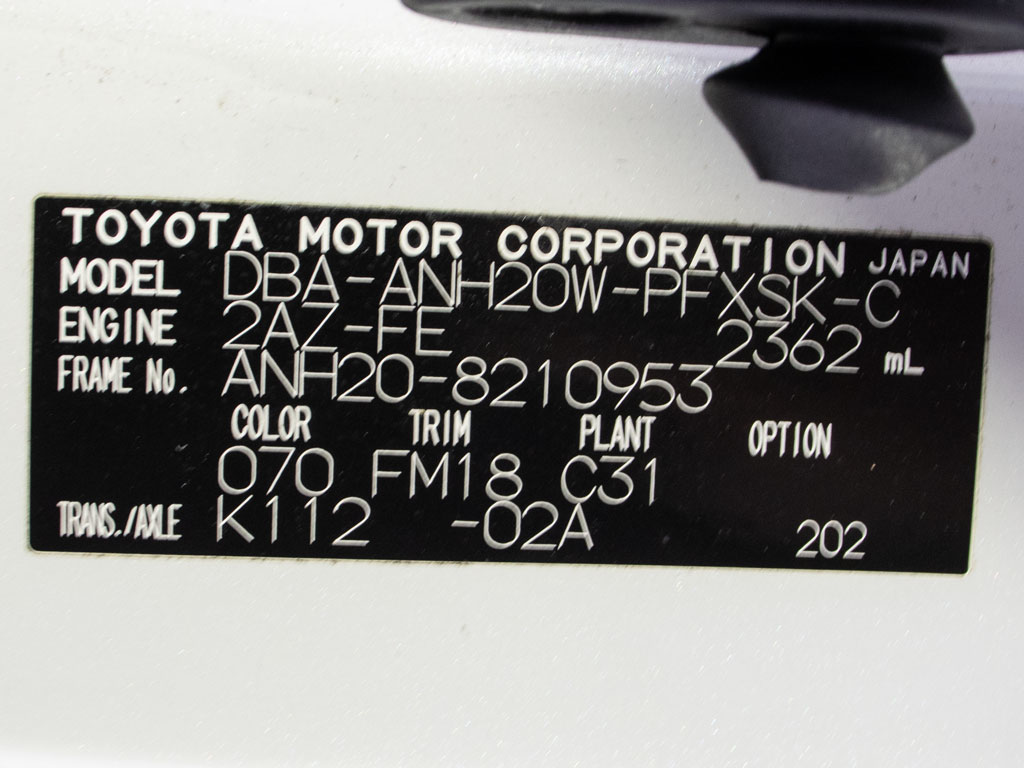 TOYOTA MOTOR CORPORATION JAPAN
MODEL DBA-ANH20W-PFXSK-C
ENGINE 2AZ-FE 2362 mL
FRAME No. ANH20-8210953
COLOR TRIM PLANT OPTION
070 FM18 C31
TRANS./AXLE K112 -02A 202